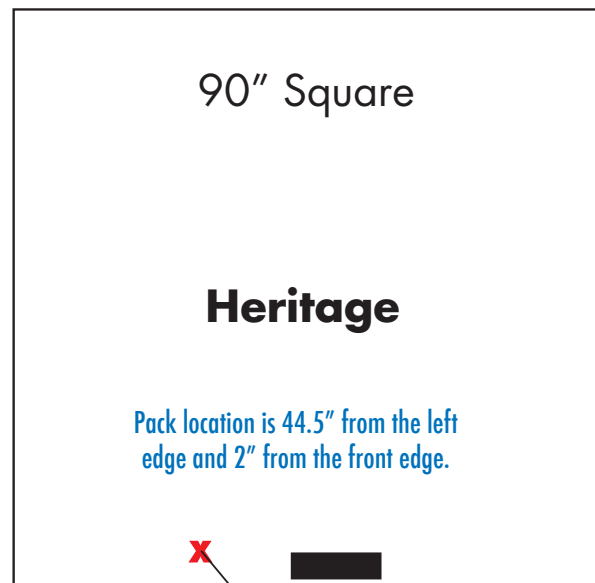 90” Square
Heritage
Pack location is 44.5” from the left
edge and 2” from the front edge.
X